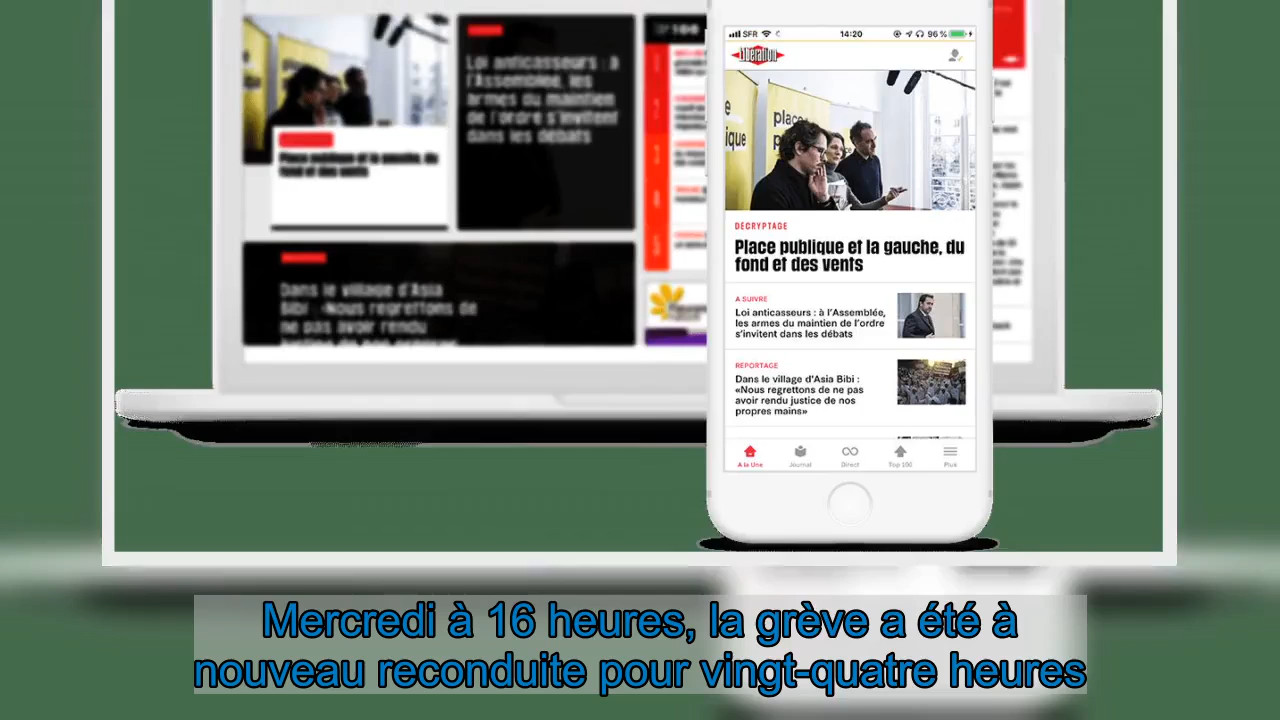 SFR
14:20
96 %
Libération
place
DÉCRYPTAGE
Place publique et la gauche, du
fond et des vents
A SUIVRE
Loi anticasseurs : à l'Assemblée,
les armes du maintien de l'ordre
s'invitent dans les débats
REPORTAGE
Dans le village d'Asia Bibi :
«Nous regrettons de ne pas
avoir rendu justice de nos
propres mains»
A la Une
Journal
Direct
Top 100
Plus
Loi anticasseurs : à
l'Assemblée, les
armes du maintien
de l'ordre s'invitent
dans les débats
Place publique et la gauche, du
fond et des vents
Dans le village d'Asia
Bibi : «Nous regrettons de
ne pas avoir rendu
Mercredi à 16 heures, la grève a été à
nouveau reconduite pour vingt-quatre heures